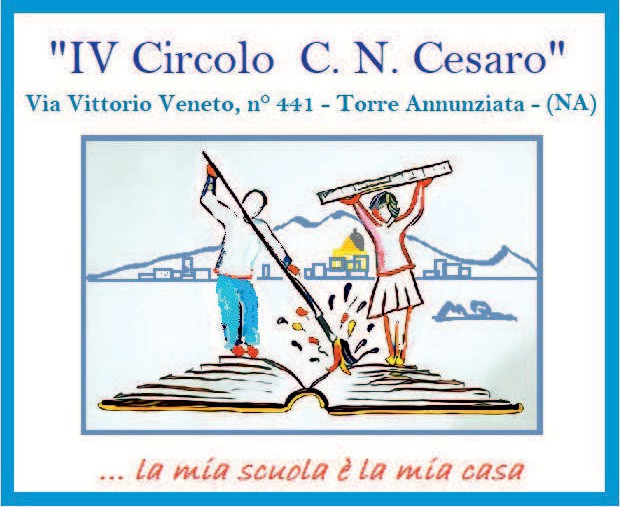 "IV Circolo C. N. Cesaro"
Via Vittorio Veneto, n° 441 - Torre Annunziata - (NA)
... la mia scuola è la mia casa